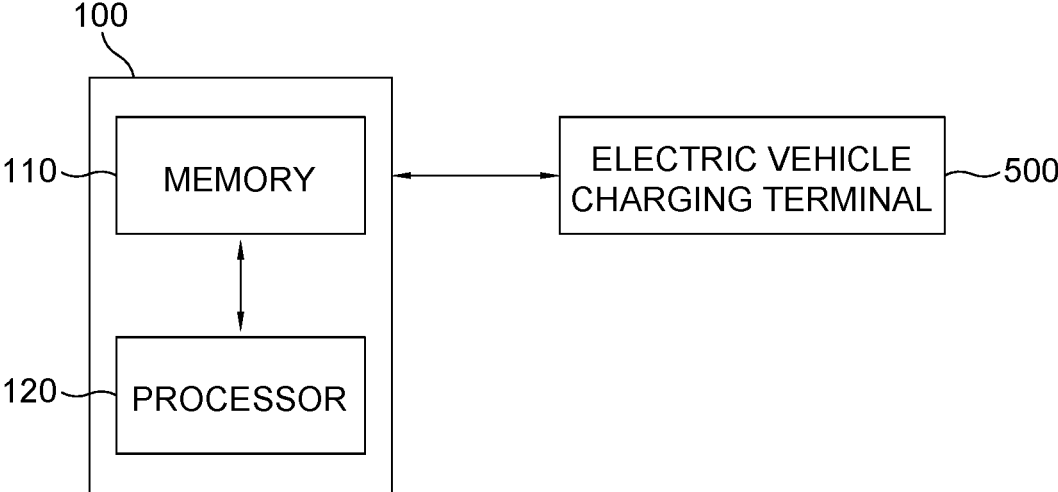 100
110
MEMORY
ELECTRIC VEHICLE
CHARGING TERMINAL
500
120
PROCESSOR